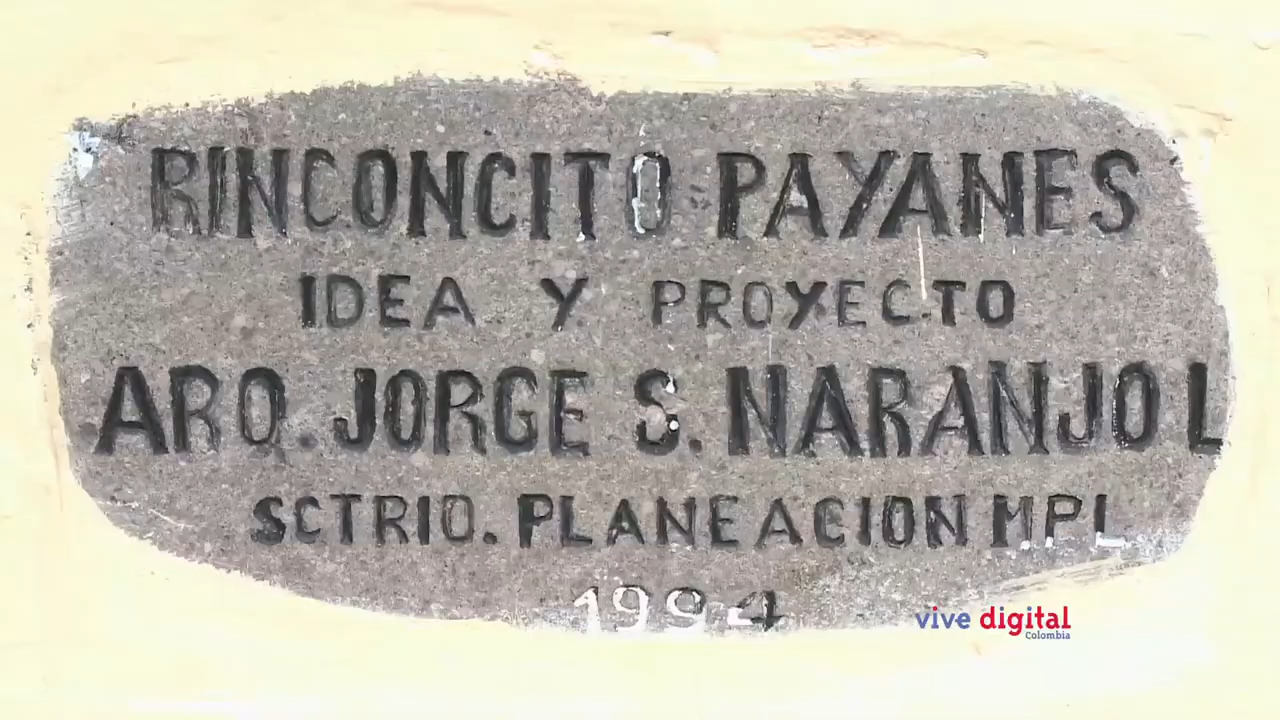 RINCONCITO PAYANES
IDEA Y PROYECTO
ARQ. JORGE S. NARANJO L
SCTRIO. PLANEACION MPL
1994
vive digital
Colombia